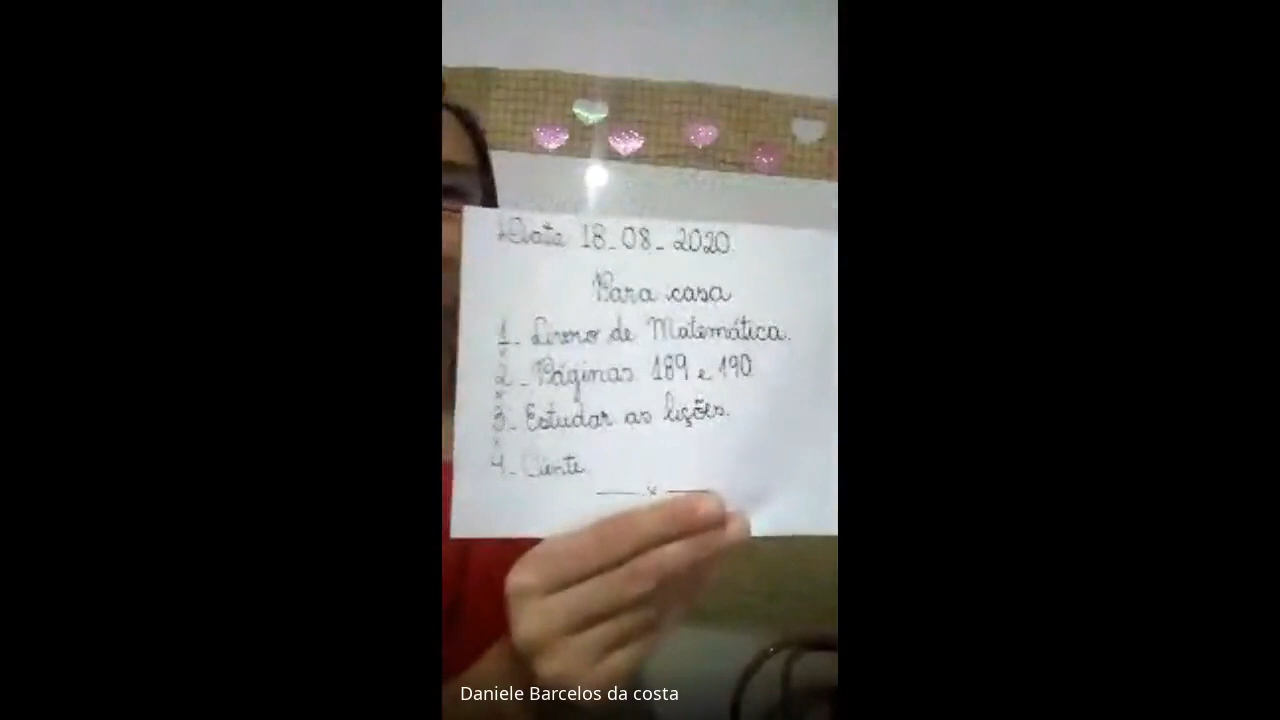 Data 18-08-2020
Para casa
1- Livro de Matemática.
2- Páginas 189 e 190
3- Estudar as lições.
4- Ciente.
x
Daniele Barcelos da costa